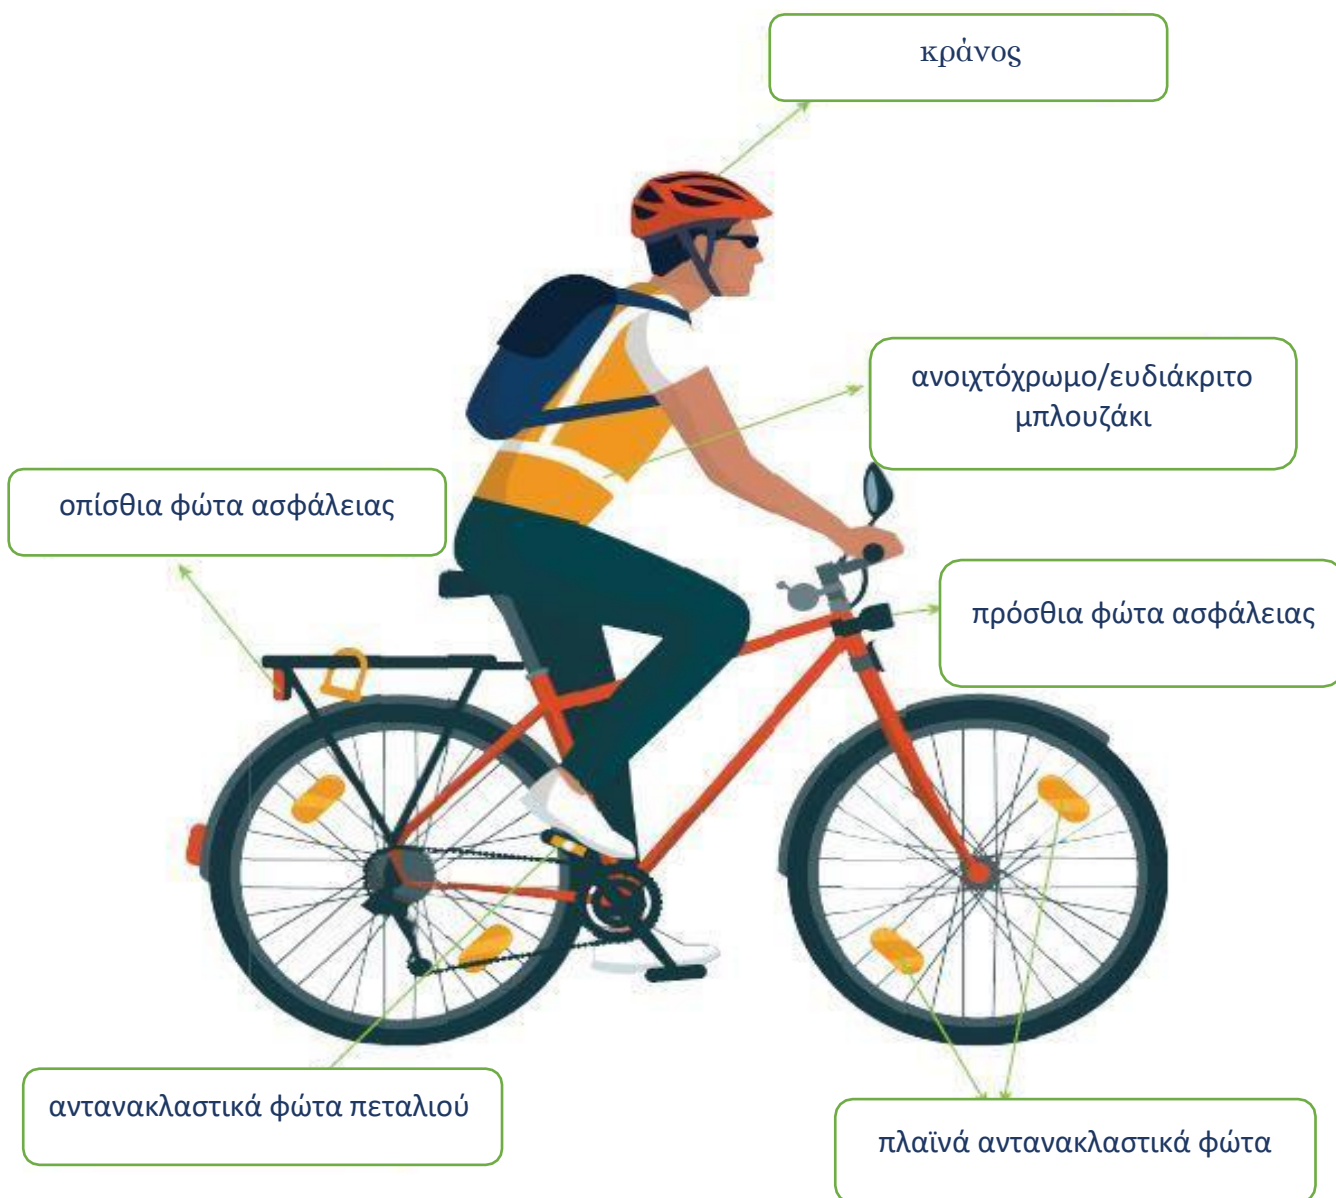 κράνος
ανοιχτόχρωμο/ευδιάκριτο
μπλουζάκι
οπίσθια φώτα ασφάλειας
πρόσθια φώτα ασφάλειας
αντανακλαστικά φώτα πεταλιού
πλαϊνά αντανακλαστικά φώτα